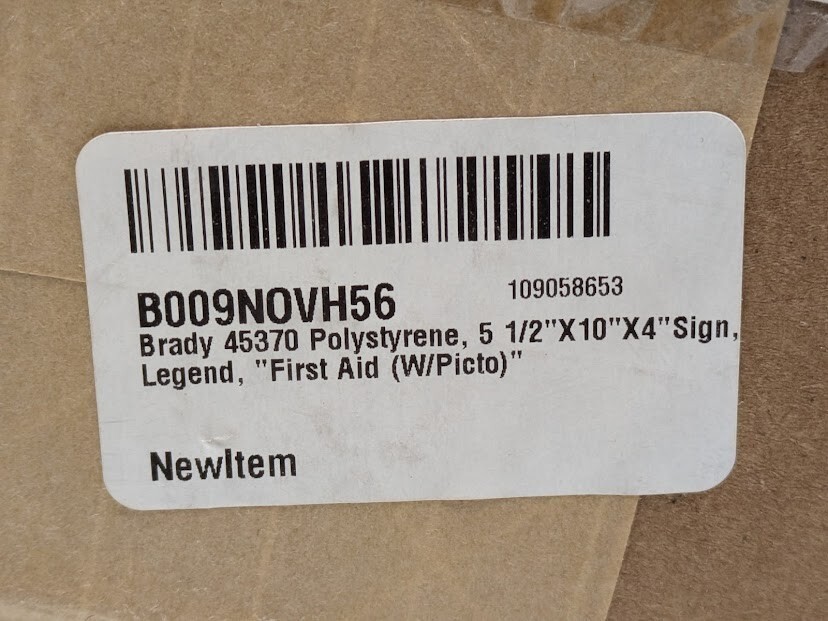 B009NOVH56
109058653
Brady 45370 Polystyrene, 5 1/2"X10"X4"Sign,
Legend, "First Aid (W/Picto)"
NewItem